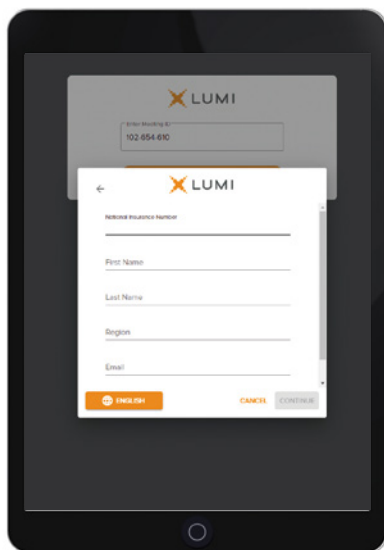 LUMI
Enter Meeting ID
102-654-610
LUMI
National Insurance Number
First Name
Last Name
Region
Email
ENGLISH
CANCEL
CONTINUE